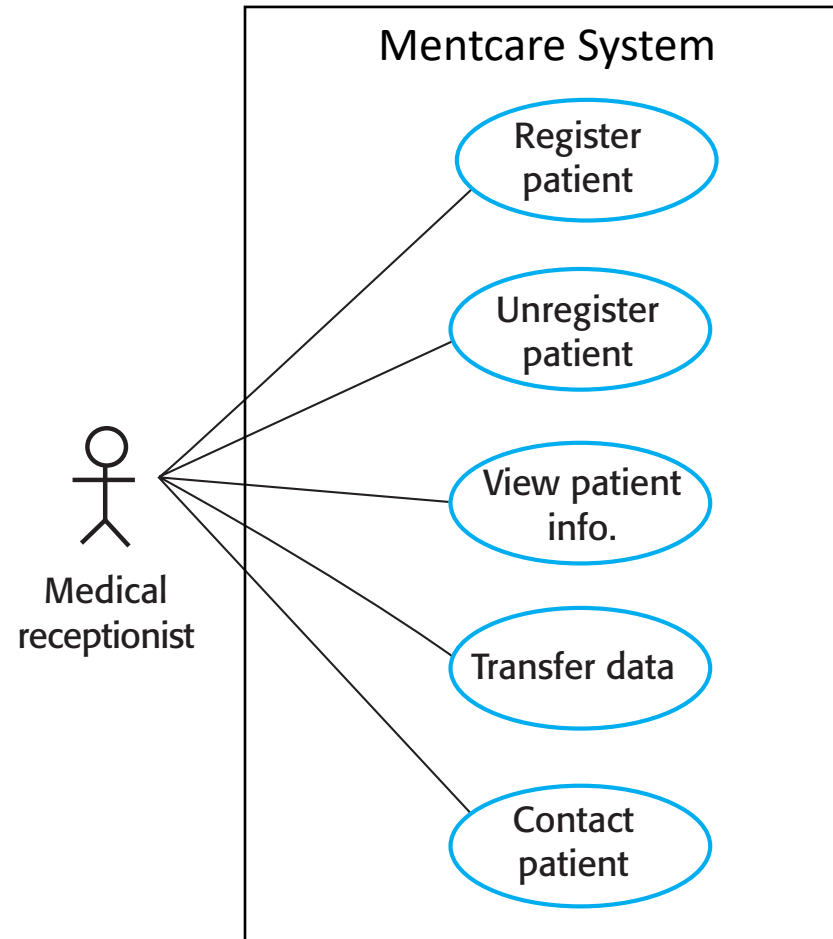 Mentcare System
Register
patient
Unregister
patient
View patient
info.
Medical
receptionist
Transfer data
Contact
patient